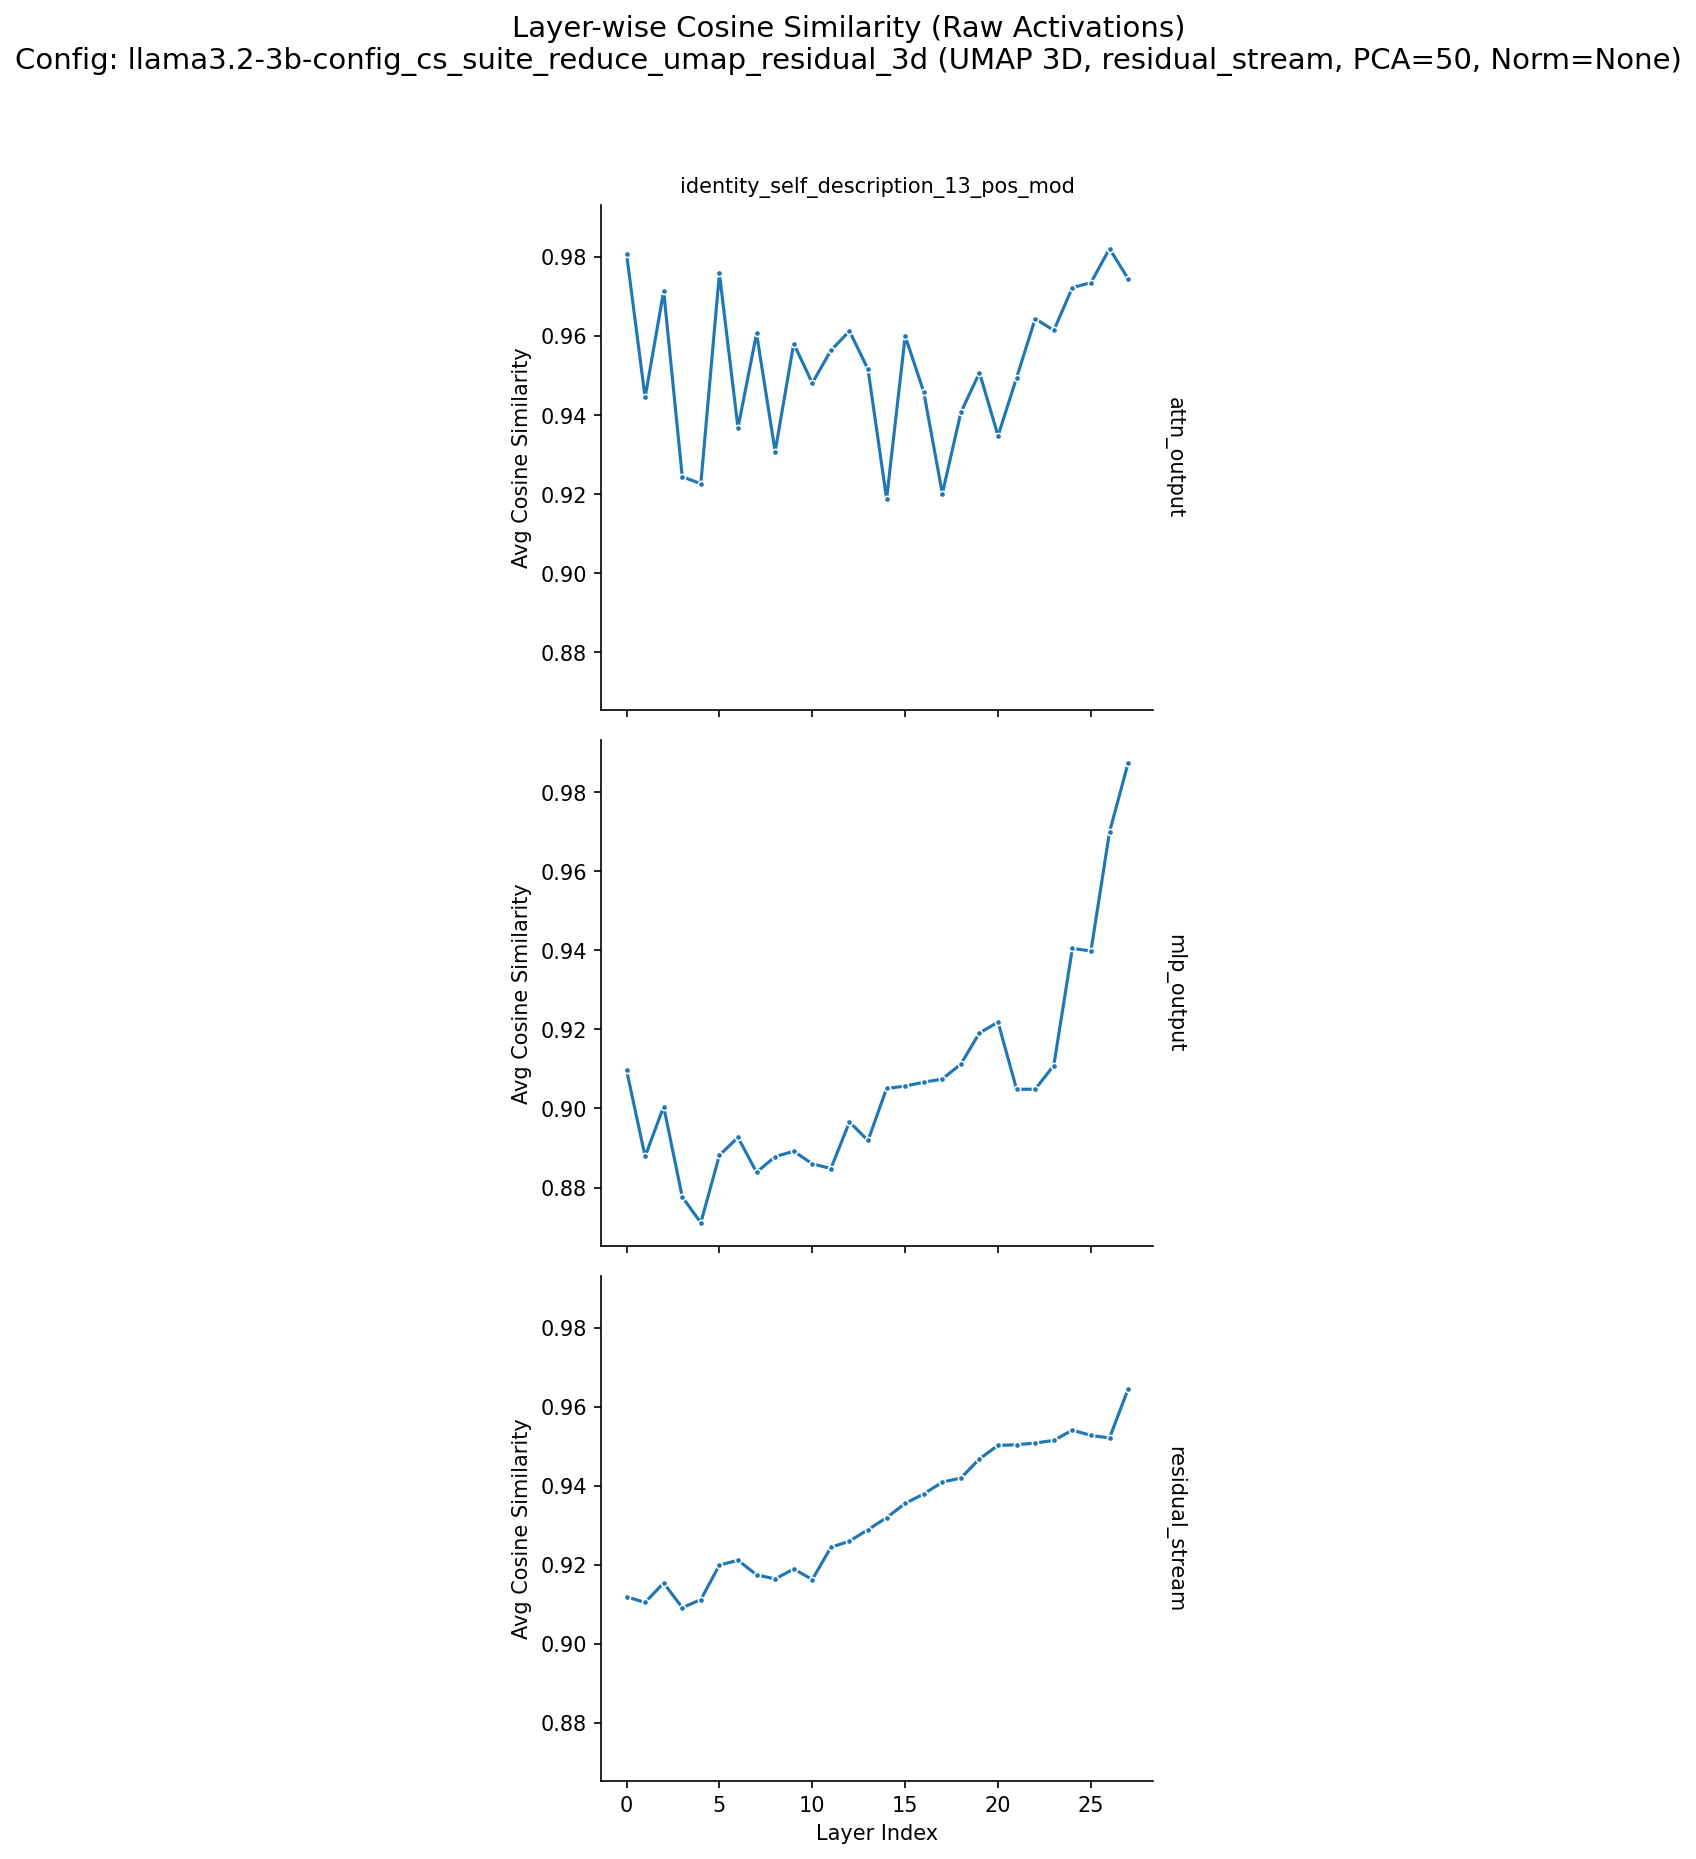 Layer-wise Cosine Similarity (Raw Activations)
Config: llama3.2-3b-config_cs_suite_reduce_umap_residual_3d (UMAP 3D, residual_stream, PCA=50, Norm=None)
identity_self_description_13_pos_mod
0.98
0.96
0.94
0.92
0.90
0.88
Avg Cosine Similarity
attn_output
0.98
0.96
0.94
0.92
0.90
0.88
Avg Cosine Similarity
mlp_output
0.98
0.96
0.94
0.92
0.90
0.88
Avg Cosine Similarity
residual_stream
0 5 10 15 20 25
Layer Index